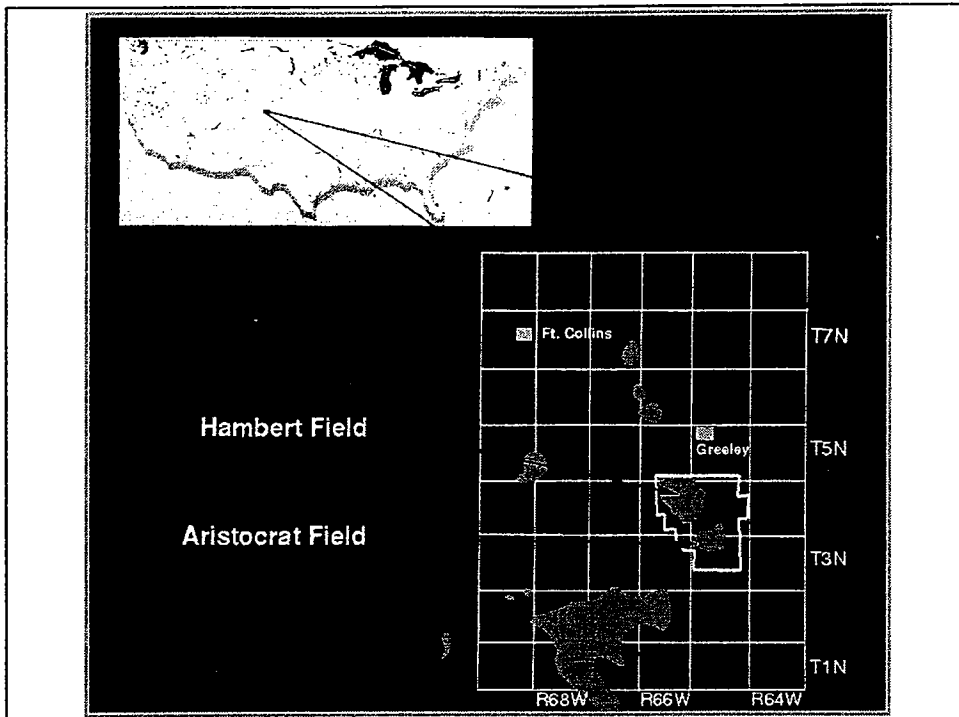 Ft. Collins
T7N
Hambert Field
Greeley
T5N
Aristocrat Field
T3N
T1N
R68W
R66W
R64W